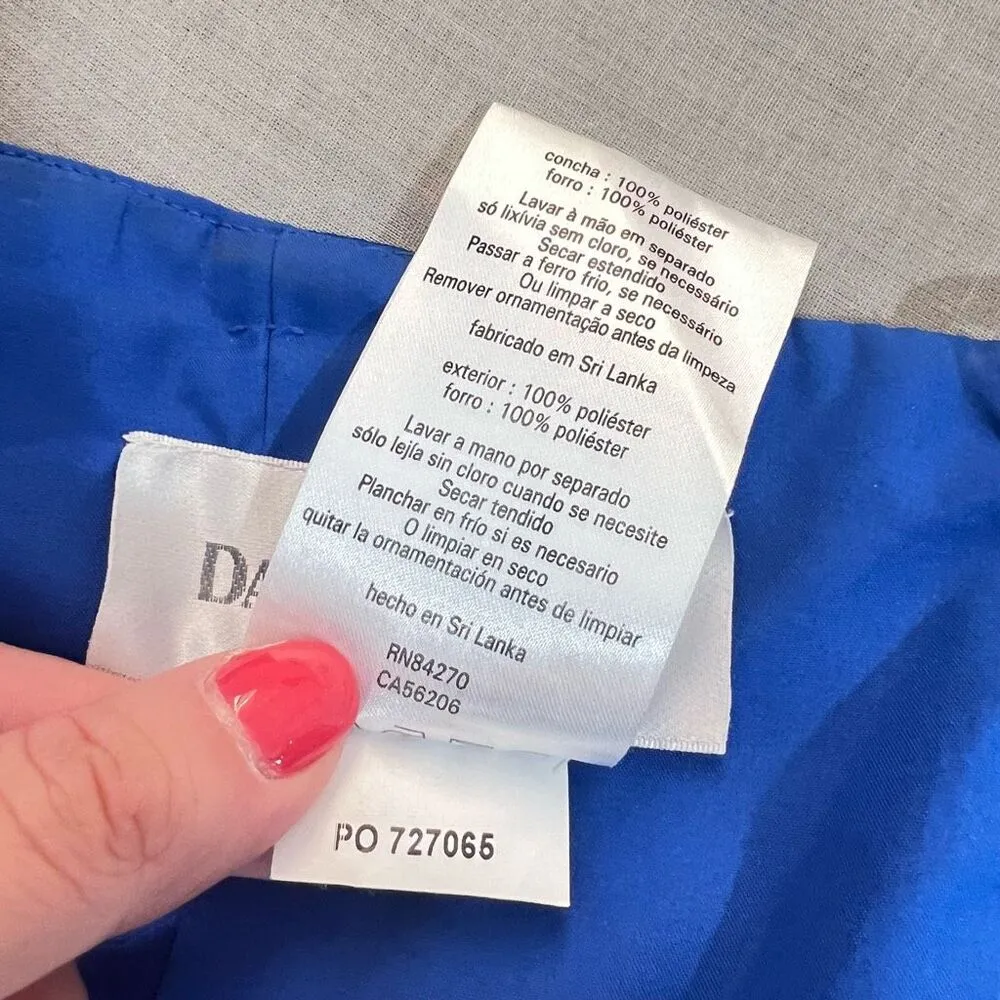 concha : 100% poliéster
forro : 100% poliéster
Lavar à mão em separado
só lixívia sem cloro, se necessário
Secar estendido
Passar a ferro frio, se necessário
Ou limpar a seco
Remover ornamentação antes da limpeza
fabricado em Sri Lanka
exterior : 100% poliéster
forro : 100% poliéster
Lavar a mano por separado
sólo lejía sin cloro cuando se necesite
Secar tendido
Planchar en frío si es necesario
O limpiar en seco
quitar la ornamentación antes de limpiar
hecho en Sri Lanka
RN84270
CA56206
DA
PO 727065